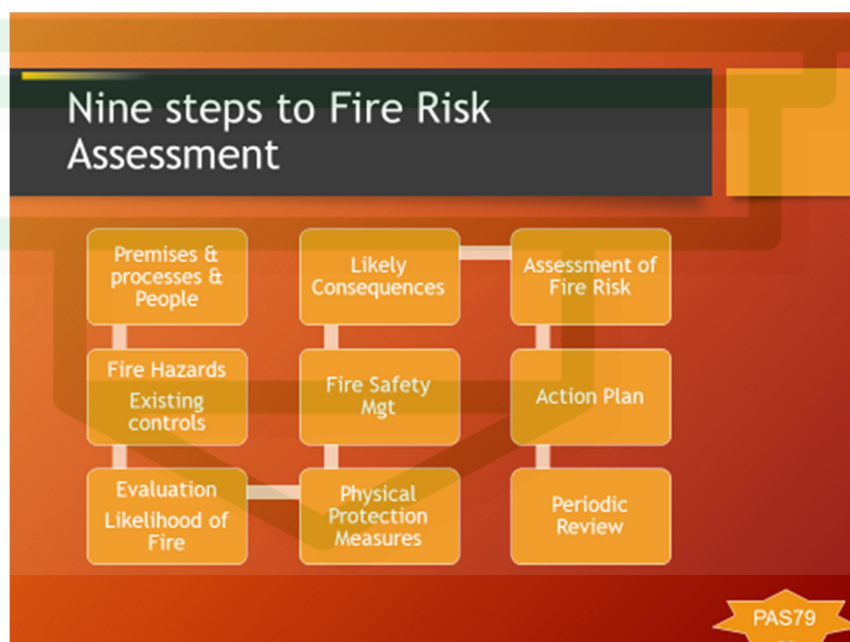 Nine steps to Fire Risk
Assessment
Premises &
processes &
People
Fire Hazards
Existing
controls
Evaluation
Likelihood of
Fire
Physical
Protection
Measures
Fire Safety
Mgt
Likely
Consequences
Assessment of
Fire Risk
Action Plan
Periodic
Review
PAS79